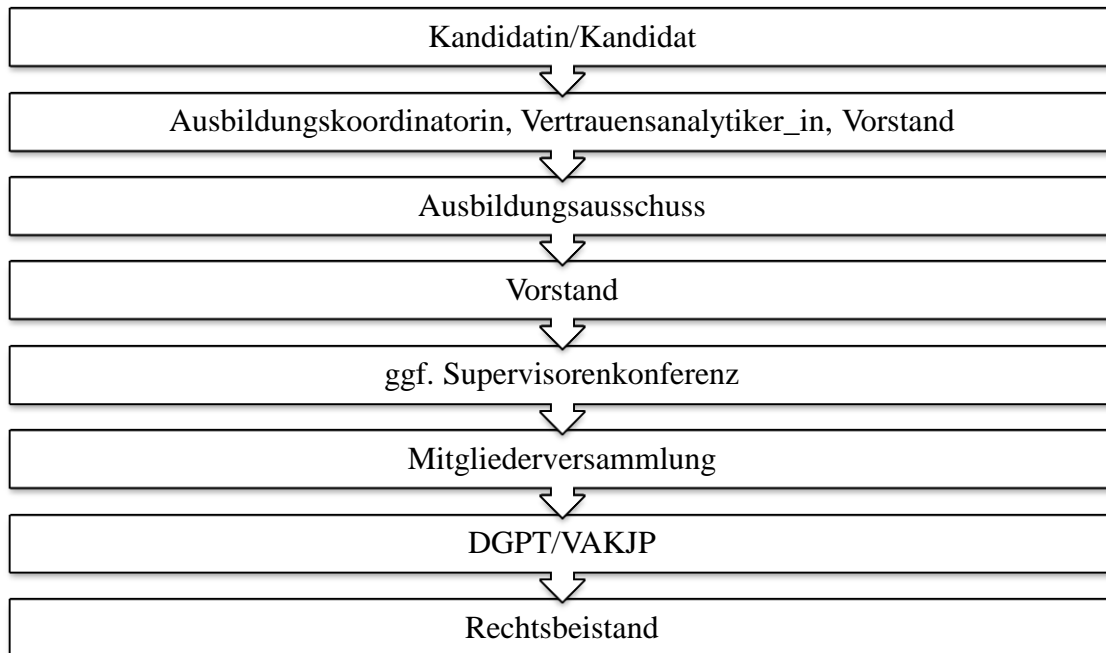 Kandidatin/Kandidat
Ausbildungskoordinatorin, Vertrauensanalytiker_in, Vorstand
Ausbildungsausschuss
Vorstand
ggf. Supervisorenkonferenz
Mitgliederversammlung
DGPT/VAKJP
Rechtsbeistand